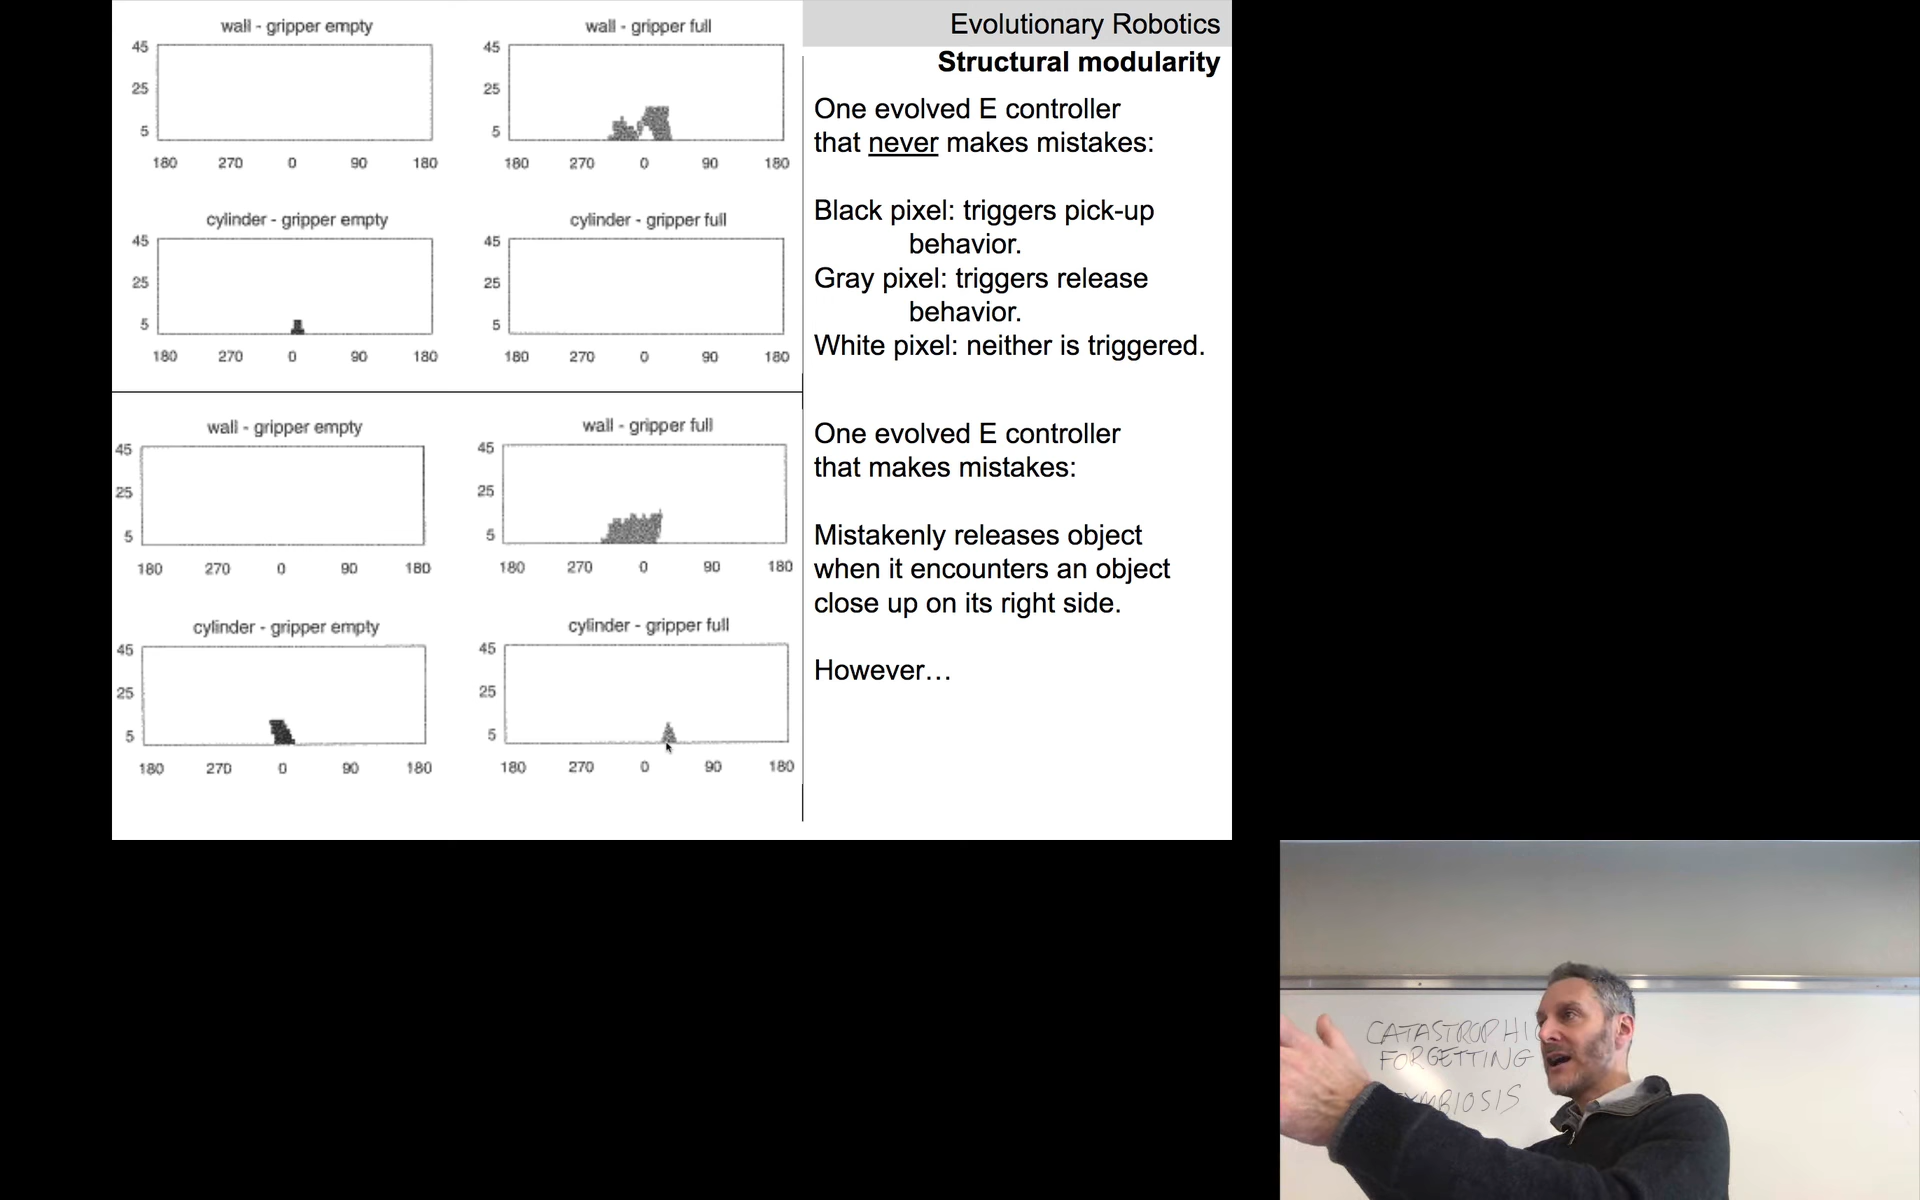 Evolutionary Robotics
Structural modularity
wall - gripper empty
45
25
5
180 270 0 90 180
wall - gripper full
45
25
5
180 270 0 90 180
cylinder - gripper empty
45
25
5
180 270 0 90 180
cylinder - gripper full
45
25
5
180 270 0 90 180
One evolved E controller
that never makes mistakes:
Black pixel: triggers pick-up
behavior.
Gray pixel: triggers release
behavior.
White pixel: neither is triggered.
wall - gripper empty
45
25
5
180 270 0 90 180
wall - gripper full
45
25
5
180 270 0 90 180
cylinder - gripper empty
45
25
5
180 270 0 90 180
cylinder - gripper full
45
25
5
180 270 0 90 180
One evolved E controller
that makes mistakes:
Mistakenly releases object
when it encounters an object
close up on its right side.
However…
CATASTROPHIC
FORGETTING
SYMBIOSIS